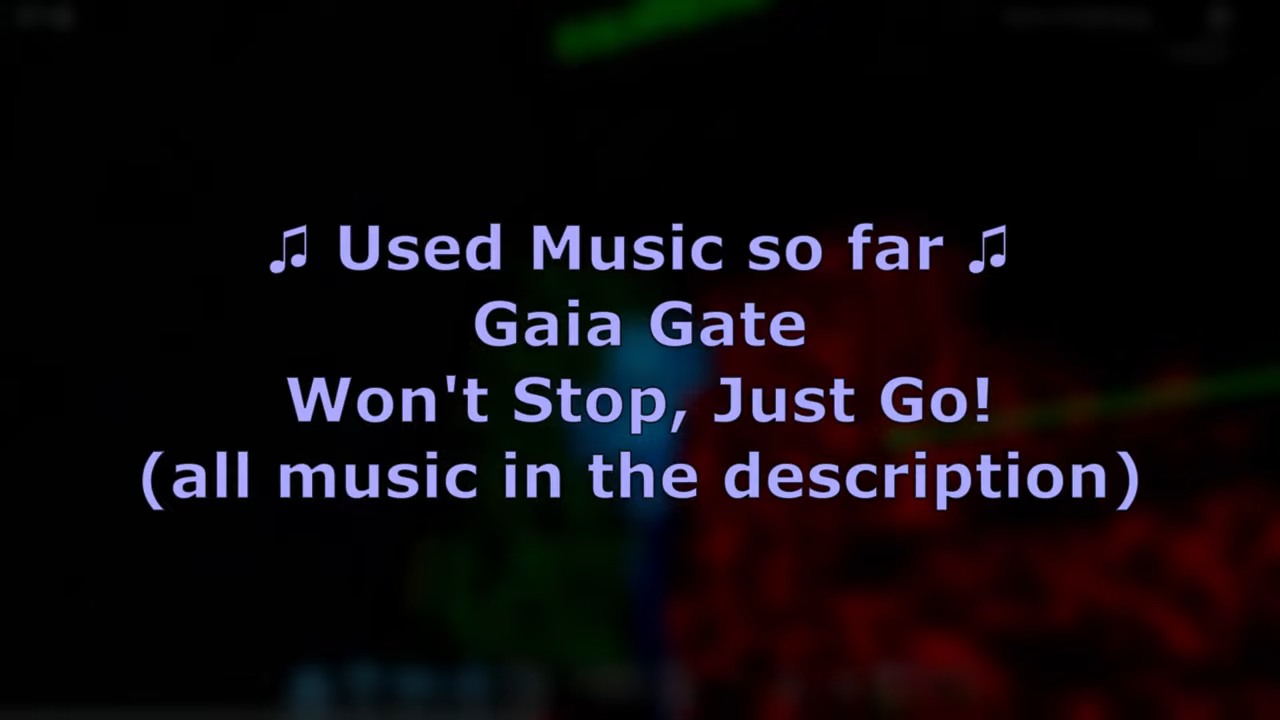 ♫ Used Music so far ♫
Gaia Gate
Won't Stop, Just Go!
(all music in the description)